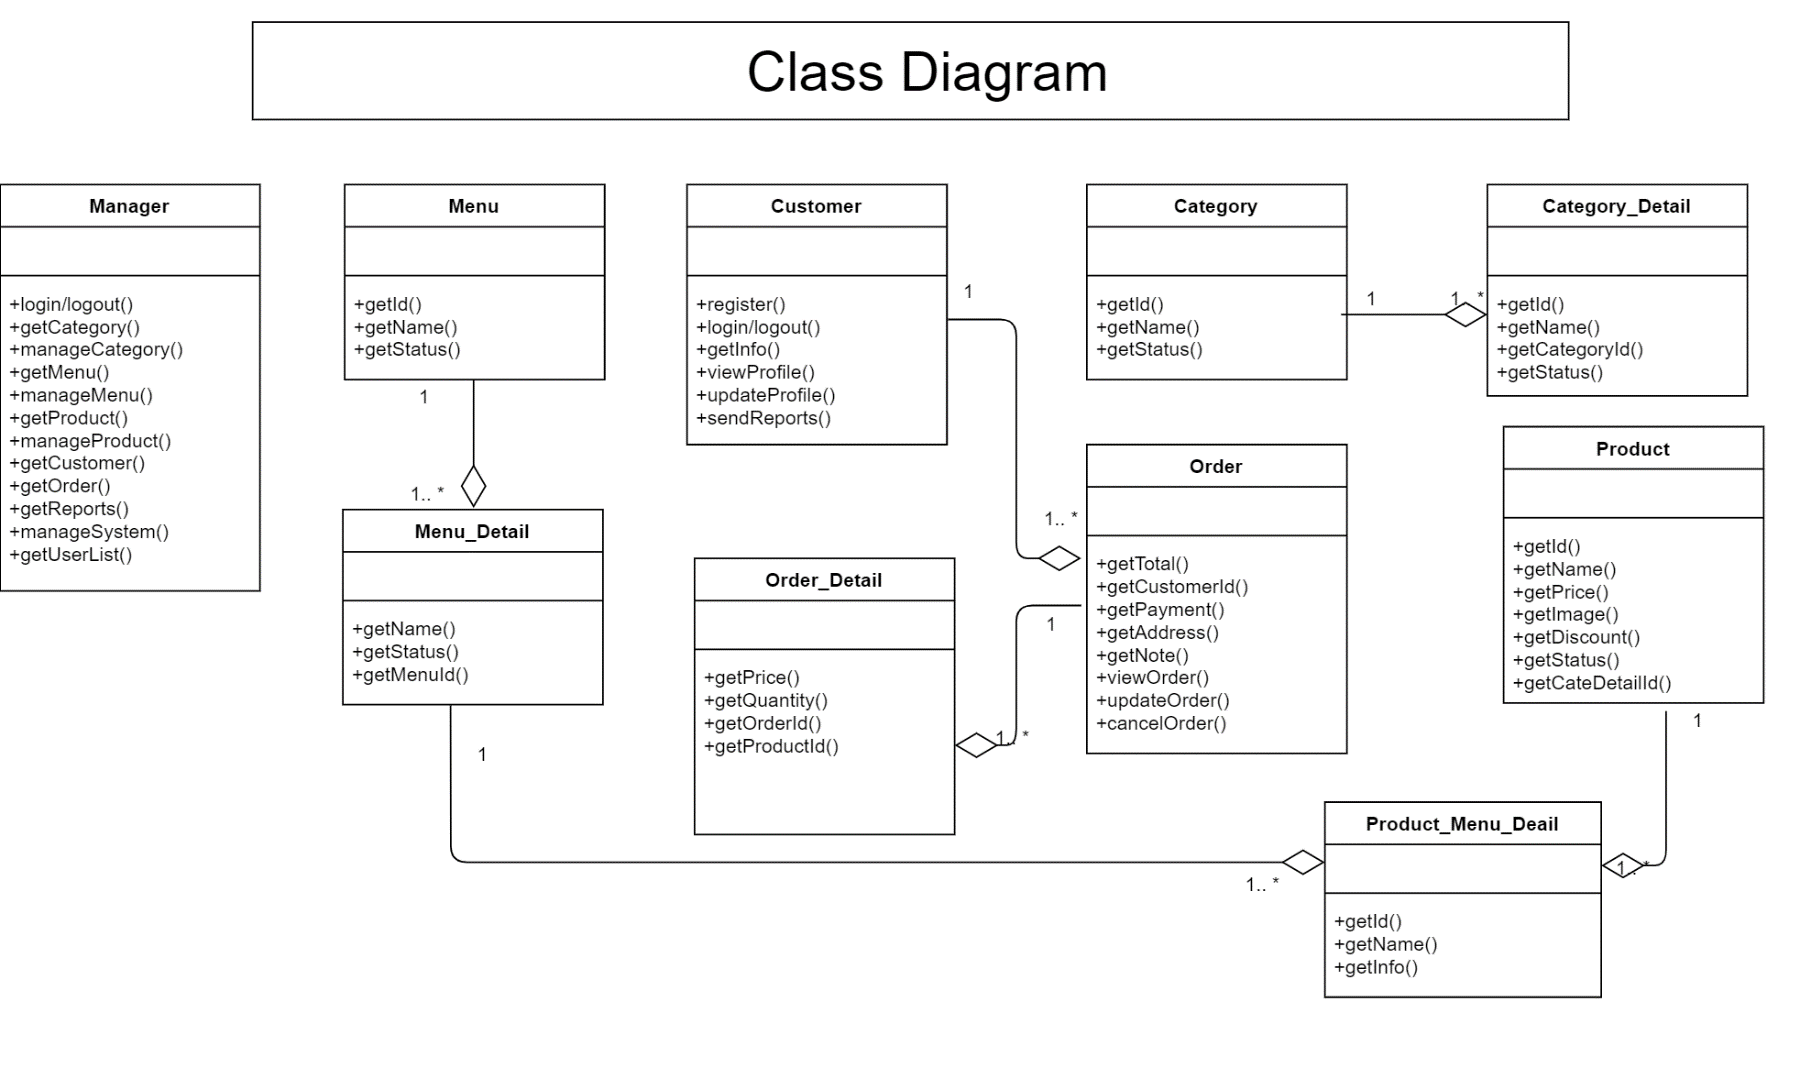 Class Diagram
Manager
+login/logout()
+getCategory()
+manageCategory()
+getMenu()
+manageMenu()
+getProduct()
+manageProduct()
+getCustomer()
+getOrder()
+getReports()
+manageSystem()
+getUserList()
Menu
+getId()
+getName()
+getStatus()
1
1.. *
Menu_Detail
+getName()
+getStatus()
+getMenuId()
1
Customer
+register()
+login/logout()
+getInfo()
+viewProfile()
+updateProfile()
+sendReports()
1
1.. *
Order_Detail
+getPrice()
+getQuantity()
+getOrderId()
+getProductId()
1.. *
1
Category
+getId()
+getName()
+getStatus()
1
1.. *
Category_Detail
+getId()
+getName()
+getCategoryId()
+getStatus()
Order
+getTotal()
+getCustomerId()
+getPayment()
+getAddress()
+getNote()
+viewOrder()
+updateOrder()
+cancelOrder()
Product
+getId()
+getName()
+getPrice()
+getImage()
+getDiscount()
+getStatus()
+getCateDetailId()
1
1.. *
1.. *
Product_Menu_Deail
+getId()
+getName()
+getInfo()